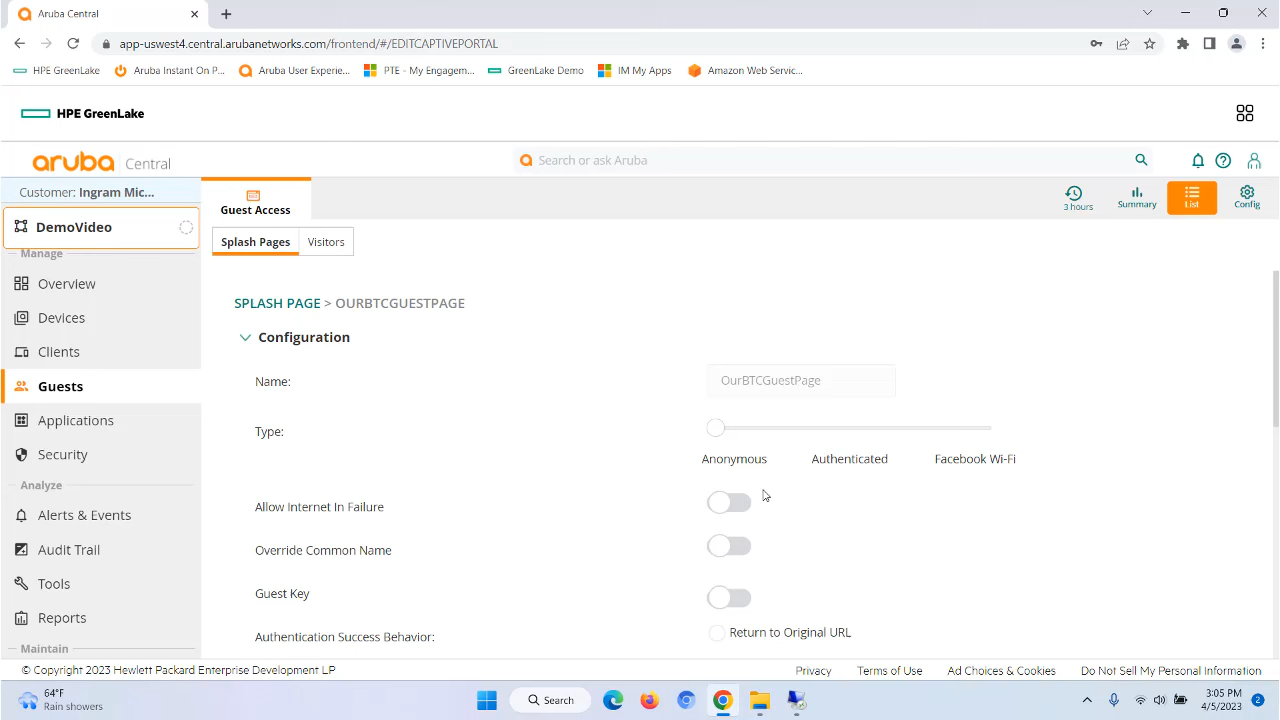 Aruba Central
app-uswest4.central.arubanetworks.com/frontend/#/EDITCAPTIVEPORTAL
HPE GreenLake
Aruba Instant On P...
Aruba User Experie...
PTE - My Engagem...
GreenLake Demo
IM My Apps
Amazon Web Servic...
HPE GreenLake
aruba Central
Search or ask Aruba
Customer: Ingram Mic...
DemoVideo
Manage
Overview
Devices
Clients
Guests
Applications
Security
Analyze
Alerts & Events
Audit Trail
Tools
Reports
Maintain
Guest Access
3 hours
Summary
List
Config
Splash Pages
Visitors
SPLASH PAGE > OURBTCGUESTPAGE
Configuration
Name:
OurBTCGuestPage
Type:
Anonymous
Authenticated
Facebook Wi-Fi
Allow Internet In Failure
Override Common Name
Guest Key
Authentication Success Behavior:
Return to Original URL
© Copyright 2023 Hewlett Packard Enterprise Development LP
Privacy
Terms of Use
Ad Choices & Cookies
Do Not Sell My Personal Information
64°F
Rain showers
Search
3:05 PM
4/5/2023
2